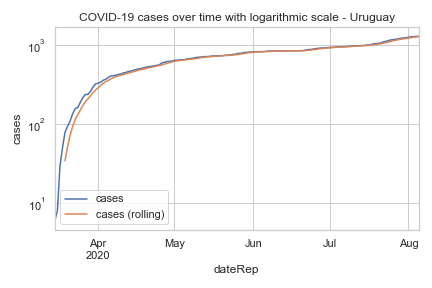 COVID-19 cases over time with logarithmic scale - Uruguay
cases
10³
10²
10¹
cases
cases (rolling)
Apr
2020
May
Jun
Jul
Aug
dateRep